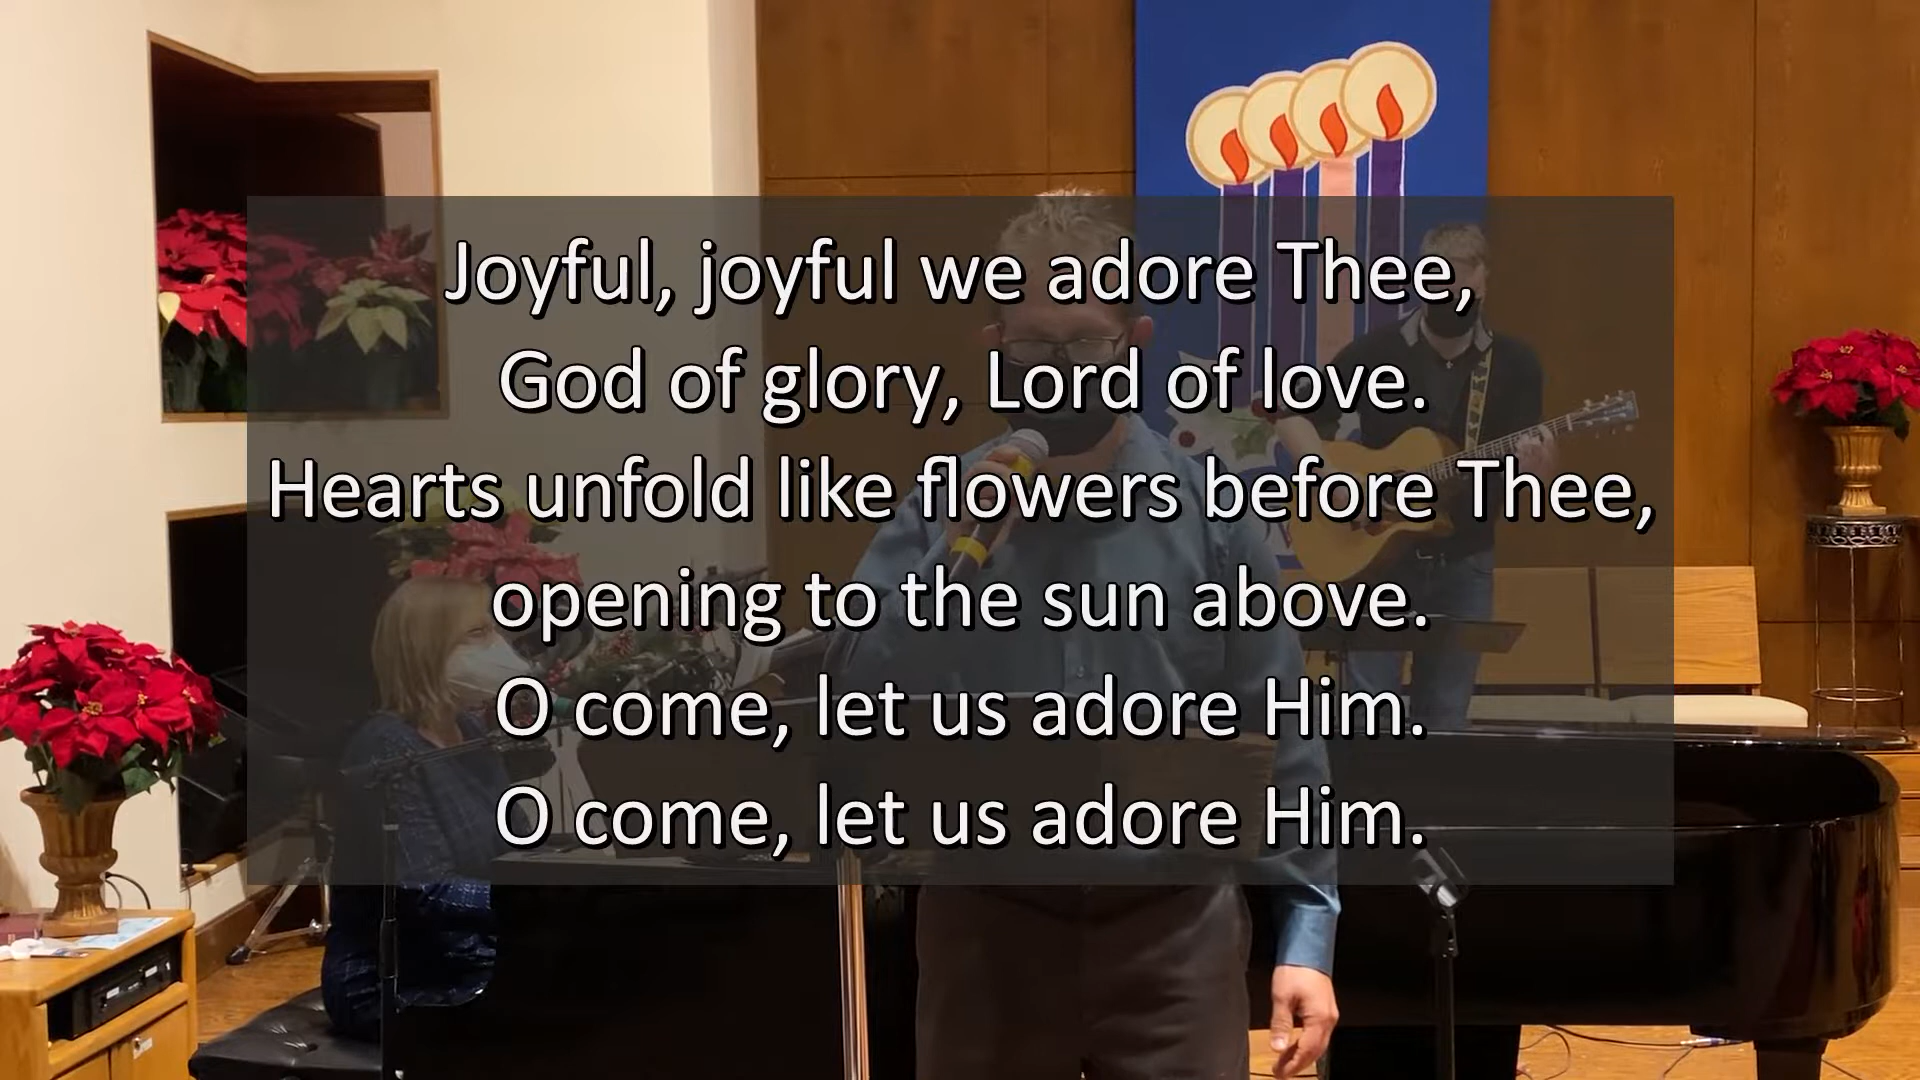 Joyful, joyful we adore Thee,
God of glory, Lord of love.
Hearts unfold like flowers before Thee,
opening to the sun above.
O come, let us adore Him.
O come, let us adore Him.